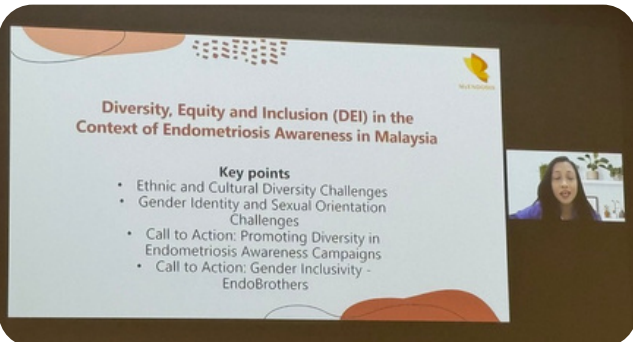 Diversity, Equity and Inclusion (DEI) in the
Context of Endometriosis Awareness in Malaysia
Key points
• Ethnic and Cultural Diversity Challenges
• Gender Identity and Sexual Orientation
Challenges
• Call to Action: Promoting Diversity in
Endometriosis Awareness Campaigns
• Call to Action: Gender Inclusivity -
EndoBrothers